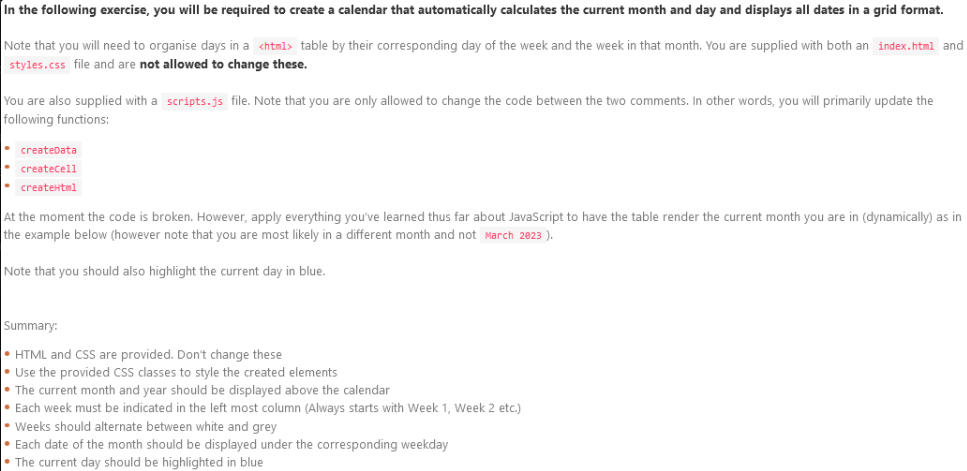 In the following exercise, you will be required to create a calendar that automatically calculates the current month and day and displays all dates in a grid format.
Note that you will need to organise days in a <html> table by their corresponding day of the week and the week in that month. You are supplied with both an index.html and
styles.css file and are not allowed to change these.
You are also supplied with a scripts.js file. Note that you are only allowed to change the code between the two comments. In other words, you will primarily update the
following functions:
• createData
• createCell
• createHtml
At the moment the code is broken. However, apply everything you've learned thus far about JavaScript to have the table render the current month you are in (dynamically) as in
the example below (however note that you are most likely in a different month and not March 2023 ).
Note that you should also highlight the current day in blue.
Summary:
• HTML and CSS are provided. Don't change these
• Use the provided CSS classes to style the created elements
• The current month and year should be displayed above the calendar
• Each week must be indicated in the left most column (Always starts with Week 1, Week 2 etc.)
• Weeks should alternate between white and grey
• Each date of the month should be displayed under the corresponding weekday
• The current day should be highlighted in blue